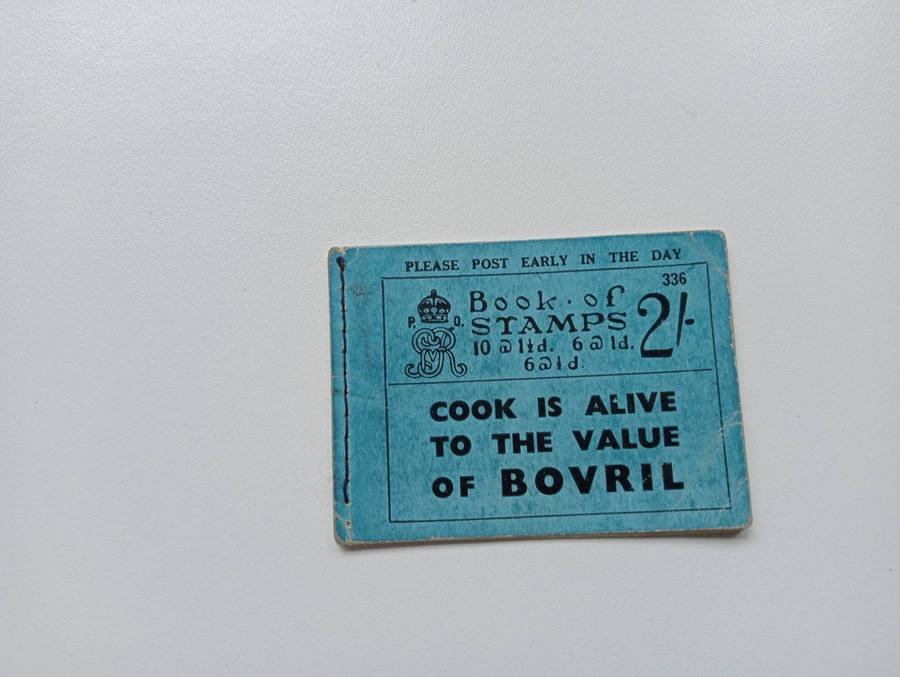 PLEASE POST EARLY IN THE DAY
336
P. O.
Book · of
STAMPS 2/-
10 @ 1½d. 6 @ 1d.
6 @ ½d.
COOK IS ALIVE
TO THE VALUE
OF BOVRIL